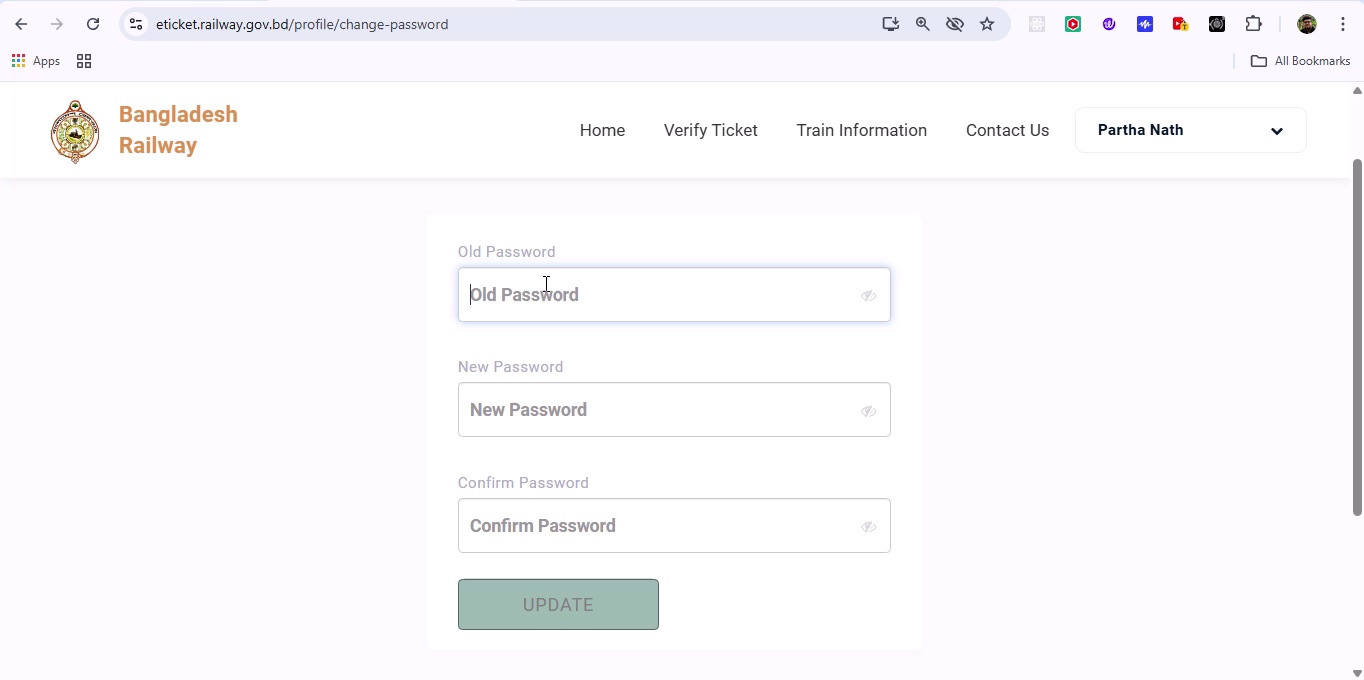 eticket.railway.gov.bd/profile/change-password
Apps
All Bookmarks
Bangladesh
Railway
Home
Verify Ticket
Train Information
Contact Us
Partha Nath
Old Password
Old Password
New Password
New Password
Confirm Password
Confirm Password
UPDATE